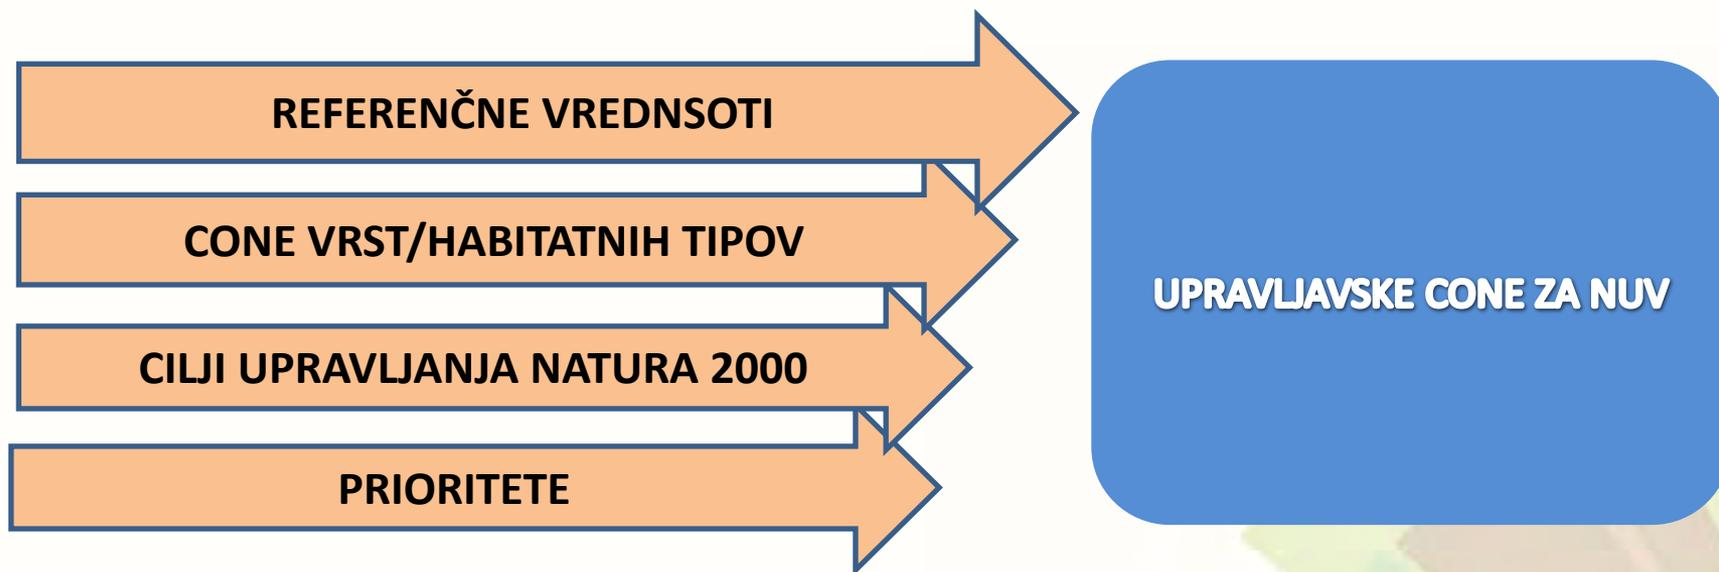 REFERENČNE VREDNSOTI
CONE VRST/HABITATNIH TIPOV
CILJI UPRAVLJANJA NATURA 2000
PRIORITETE
UPRAVLJAVSKE CONE ZA NUV